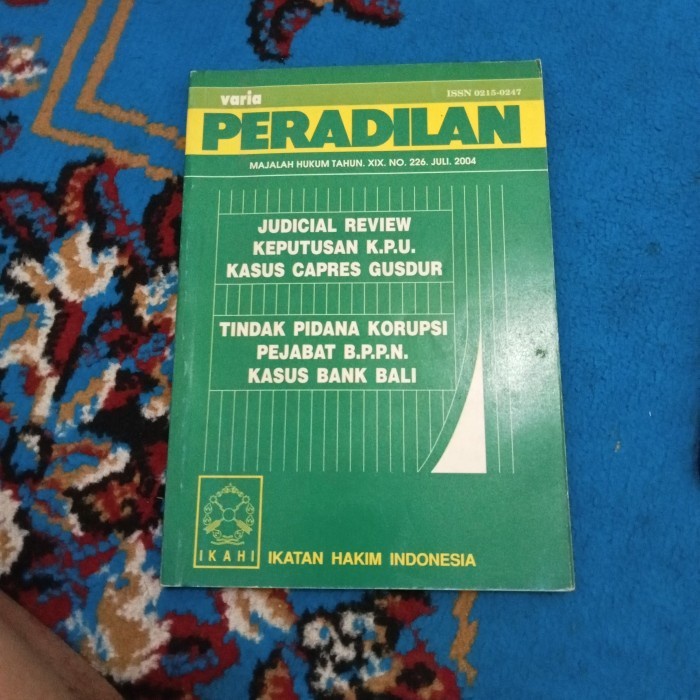 varia
ISSN 0215-0247
PERADILAN
MAJALAH HUKUM TAHUN. XIX. NO. 226. JULI. 2004
JUDICIAL REVIEW
KEPUTUSAN K.P.U.
KASUS CAPRES GUSDUR
TINDAK PIDANA KORUPSI
PEJABAT B.P.P.N.
KASUS BANK BALI
IKAHI
IKATAN HAKIM INDONESIA